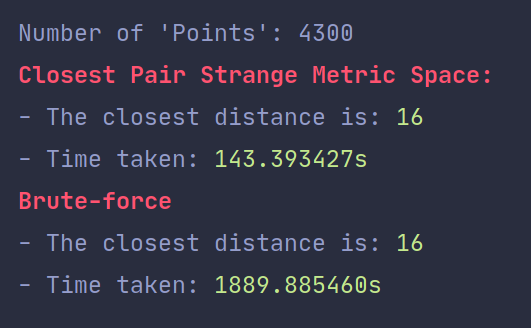 Number of 'Points': 4300
Closest Pair Strange Metric Space:
- The closest distance is: 16
- Time taken: 143.393427s
Brute-force
- The closest distance is: 16
- Time taken: 1889.885460s